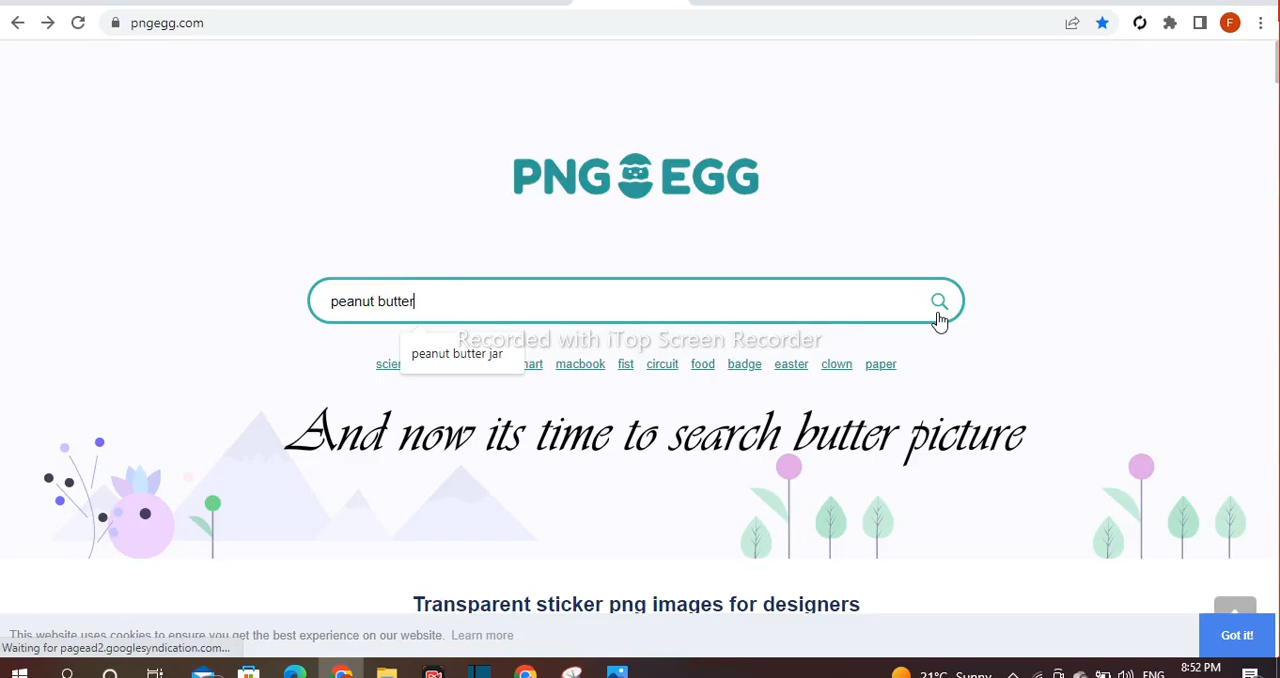 pngegg.com
F
PNG EGG
peanut butter
Recorded with iTop Screen Recorder
peanut butter jar
macbook fist circuit food badge easter clown paper
And now its time to search butter picture
Transparent sticker png images for designers
This website uses cookies to ensure you get the best experience on our website. Learn more
Got it!
Waiting for pagead2.googlesyndication.com...
21°C Sunny
ENG
8:52 PM